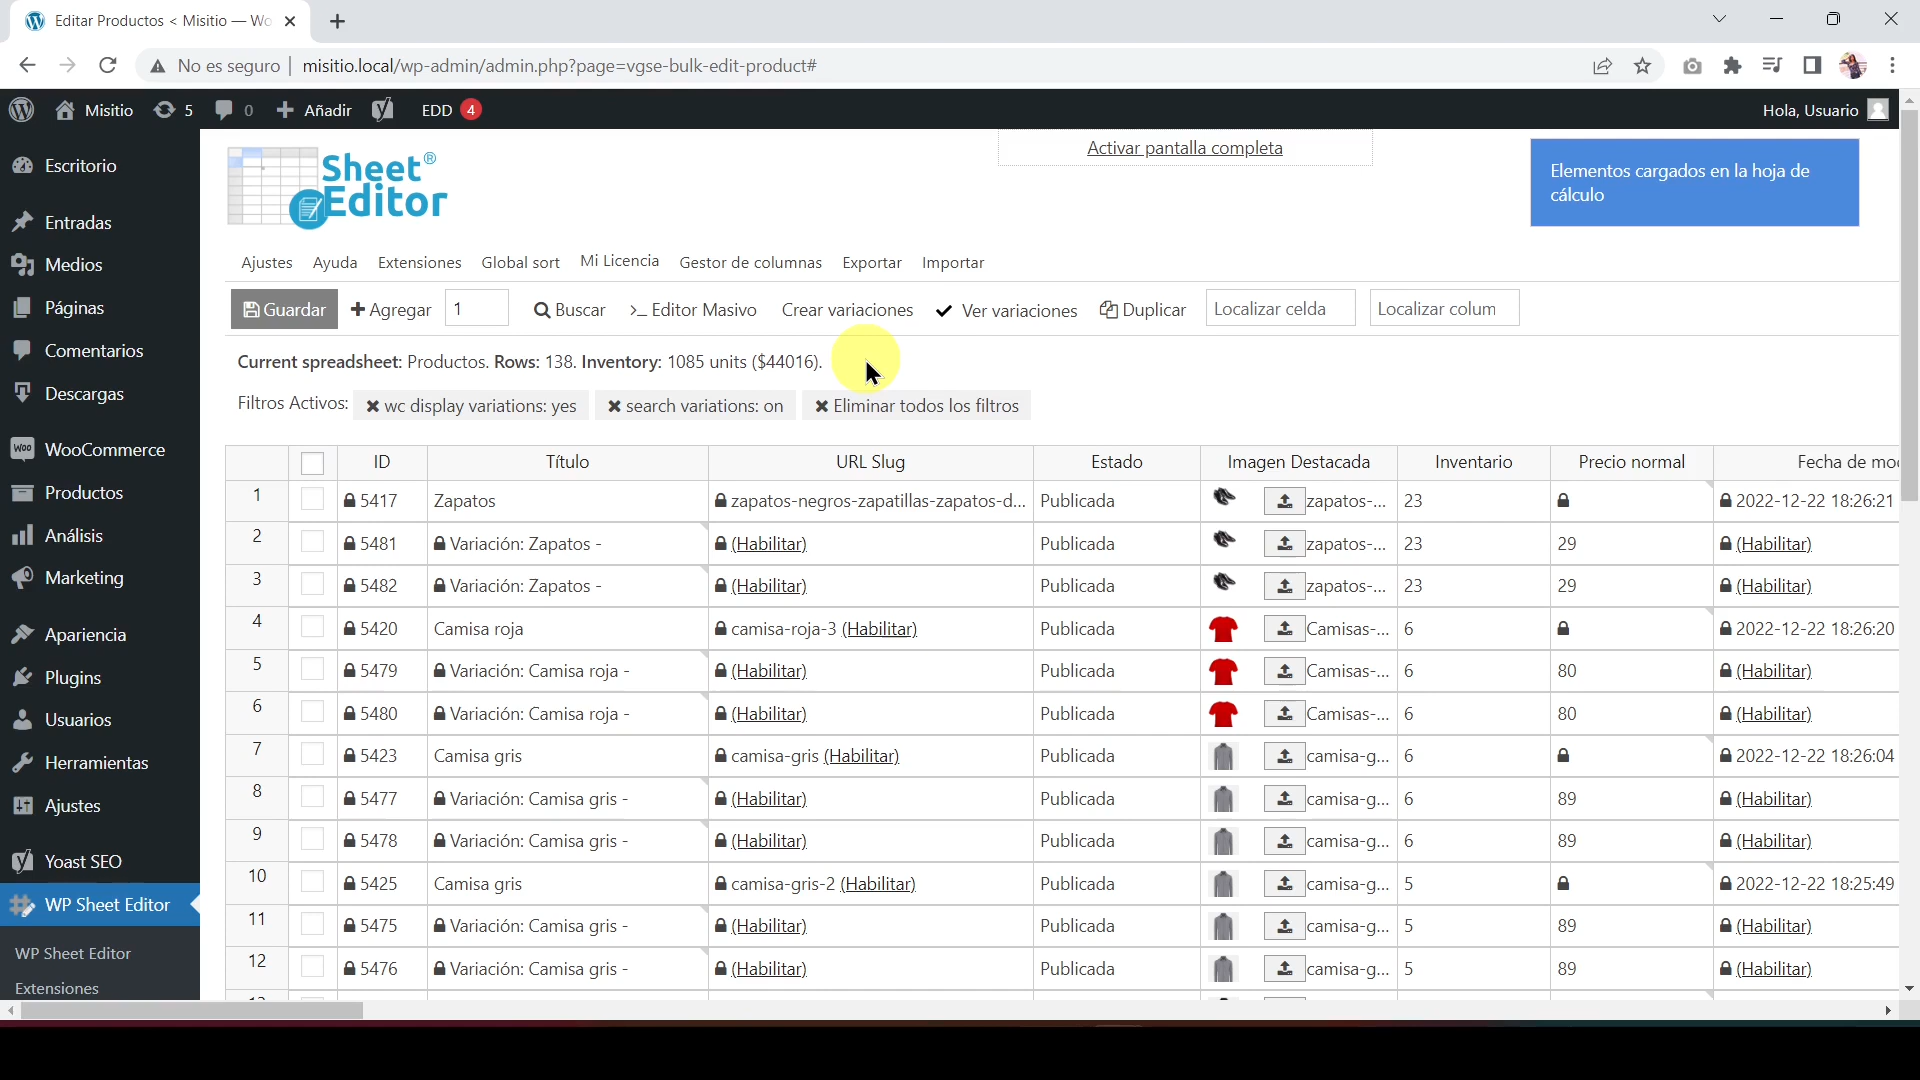 Editar Productos < Misitio — Wo
No es seguro | misitio.local/wp-admin/admin.php?page=vgse-bulk-edit-product#
Misitio 5 0 Añadir EDD 4 Hola, Usuario
Escritorio
Entradas
Medios
Páginas
Comentarios
Descargas
WooCommerce
Productos
Análisis
Marketing
Apariencia
Plugins
Usuarios
Herramientas
Ajustes
Yoast SEO
WP Sheet Editor
WP Sheet Editor
Extensiones
Sheet®
Editor
Activar pantalla completa
Elementos cargados en la hoja de
cálculo
Ajustes Ayuda Extensiones Global sort Mi Licencia Gestor de columnas Exportar Importar
Guardar Agregar 1 Buscar Editor Masivo Crear variaciones Ver variaciones Duplicar Localizar celda Localizar colum
Current spreadsheet: Productos. Rows: 138. Inventory: 1085 units ($44016).
Filtros Activos: wc display variations: yes search variations: on Eliminar todos los filtros
ID Título URL Slug Estado Imagen Destacada Inventario Precio normal Fecha de mo
1 5417 Zapatos zapatos-negros-zapatillas-zapatos-d... Publicada zapatos-... 23 2022-12-22 18:26:21
2 5481 Variación: Zapatos - (Habilitar) Publicada zapatos-... 23 29 (Habilitar)
3 5482 Variación: Zapatos - (Habilitar) Publicada zapatos-... 23 29 (Habilitar)
4 5420 Camisa roja camisa-roja-3 (Habilitar) Publicada Camisas-... 6 2022-12-22 18:26:20
5 5479 Variación: Camisa roja - (Habilitar) Publicada Camisas-... 6 80 (Habilitar)
6 5480 Variación: Camisa roja - (Habilitar) Publicada Camisas-... 6 80 (Habilitar)
7 5423 Camisa gris camisa-gris (Habilitar) Publicada camisa-g... 6 2022-12-22 18:26:04
8 5477 Variación: Camisa gris - (Habilitar) Publicada camisa-g... 6 89 (Habilitar)
9 5478 Variación: Camisa gris - (Habilitar) Publicada camisa-g... 6 89 (Habilitar)
10 5425 Camisa gris camisa-gris-2 (Habilitar) Publicada camisa-g... 5 2022-12-22 18:25:49
11 5475 Variación: Camisa gris - (Habilitar) Publicada camisa-g... 5 89 (Habilitar)
12 5476 Variación: Camisa gris - (Habilitar) Publicada camisa-g... 5 89 (Habilitar)